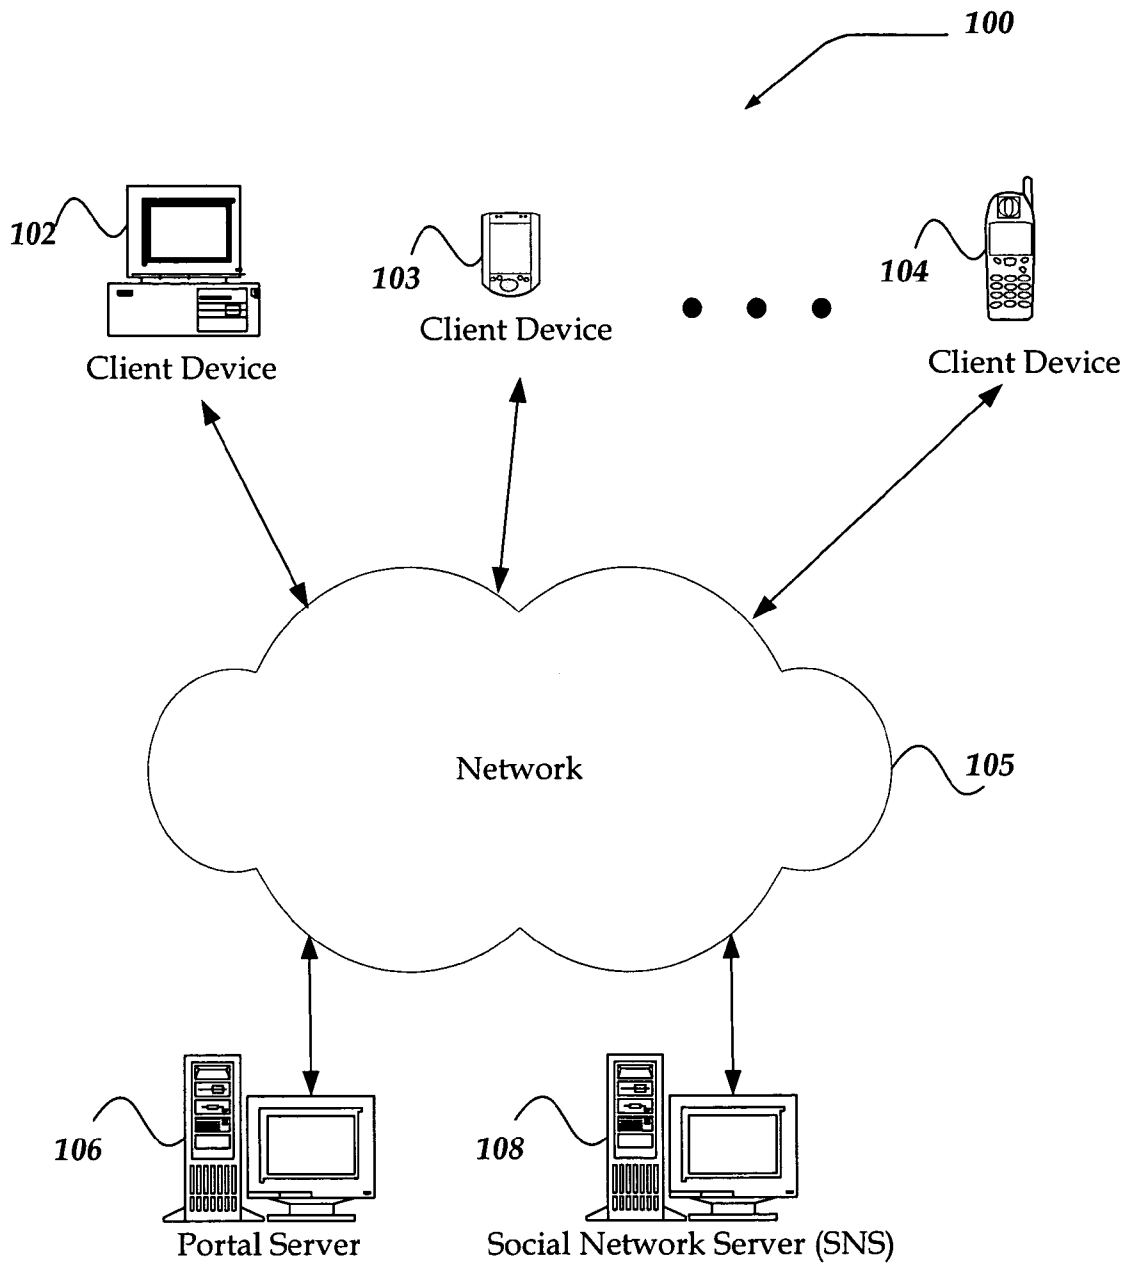 100
102
103
104
Client Device
Client Device
Client Device
Network
105
106
108
Portal Server
Social Network Server (SNS)